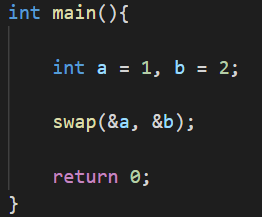 int main(){
int a = 1, b = 2;
swap(&a, &b);
return 0;
}